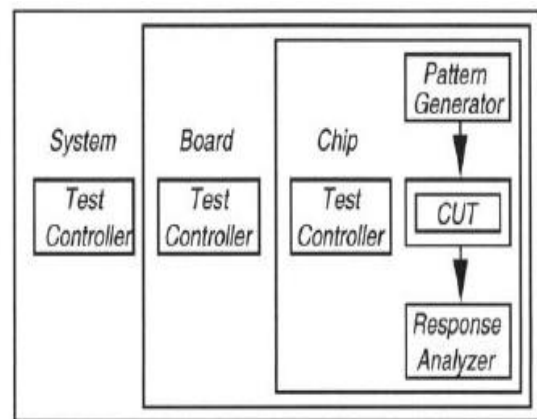 Pattern
Generator
System
Board
Chip
Test
Controller
Test
Controller
Test
Controller
CUT
Response
Analyzer